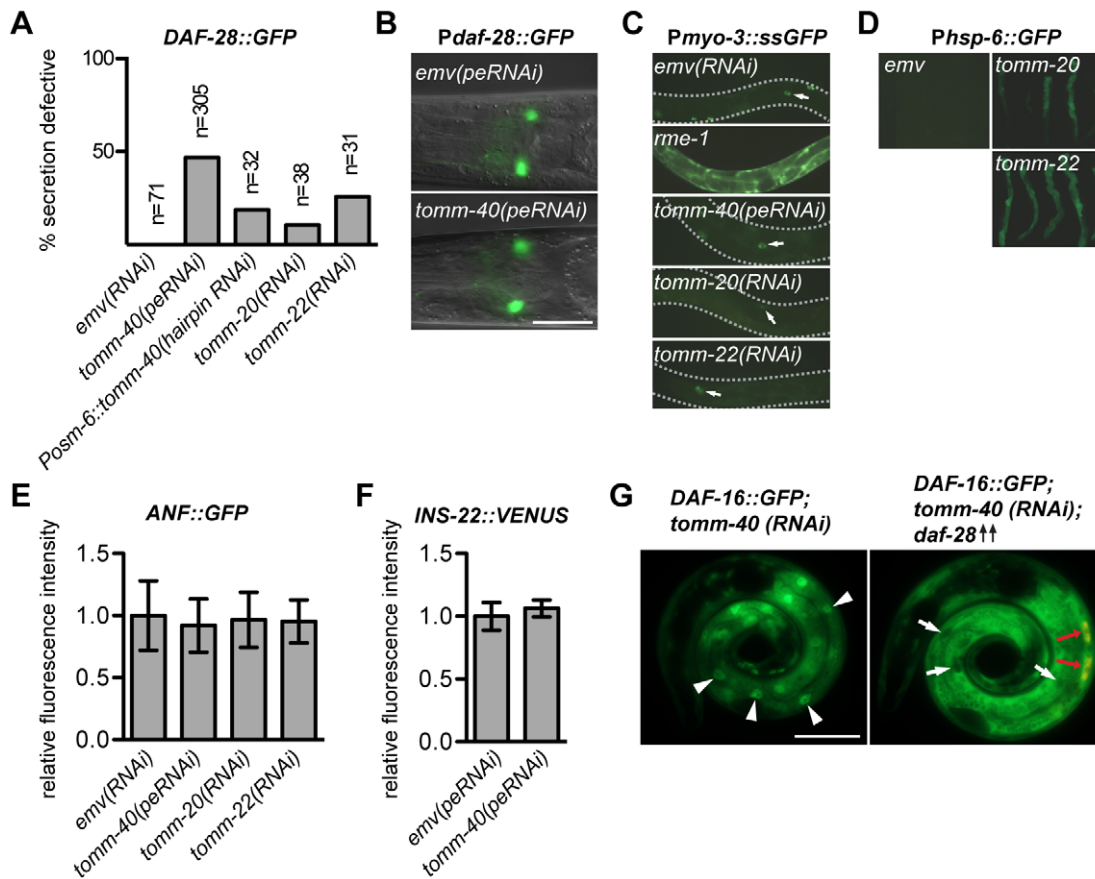 A
DAF-28::GFP
% secretion defective
100
50
n=71
n=305
n=32
n=38
n=31
emv(RNAi)
tomm-40(peRNAi)
Posm-6::tomm-40(hairpin RNAi)
tomm-20(RNAi)
tomm-22(RNAi)
B
Pdaf-28::GFP
emv(peRNAi)
tomm-40(peRNAi)
C
Pmyo-3::ssGFP
emv(RNAi)
rme-1
tomm-40(peRNAi)
tomm-20(RNAi)
tomm-22(RNAi)
D
Phsp-6::GFP
emv
tomm-20
tomm-22
E
ANF::GFP
relative fluorescence intensity
1.5
1.0
0.5
0.0
emv(RNAi)
tomm-40(peRNAi)
tomm-20(RNAi)
tomm-22(RNAi)
F
INS-22::VENUS
relative fluorescence intensity
1.5
1.0
0.5
0.0
emv(peRNAi)
tomm-40(peRNAi)
G
DAF-16::GFP;
tomm-40 (RNAi)
DAF-16::GFP;
tomm-40 (RNAi);
daf-28↑↑